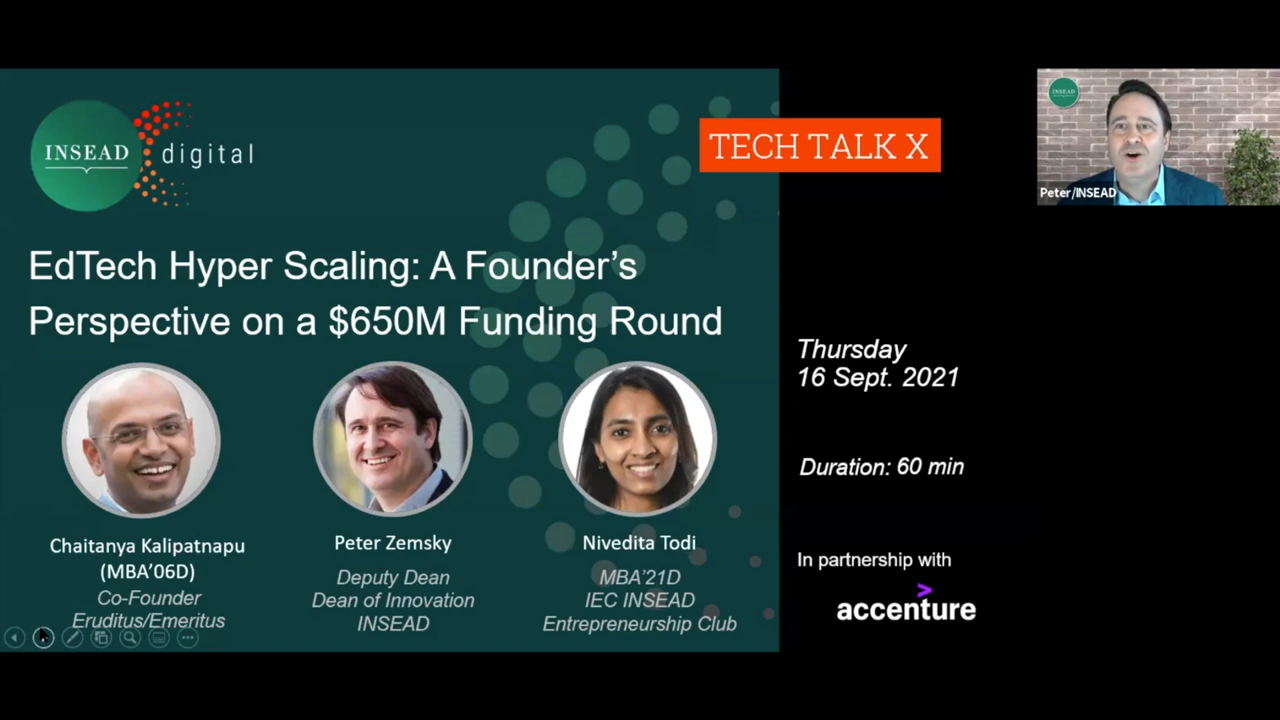 INSEAD
digital
TECH TALK X
INSEAD
Peter/INSEAD
EdTech Hyper Scaling: A Founder’s
Perspective on a $650M Funding Round
Thursday
16 Sept. 2021
Duration: 60 min
Chaitanya Kalipatnapu
(MBA’06D)
Co-Founder
Eruditus/Emeritus
Peter Zemsky
Deputy Dean
Dean of Innovation
INSEAD
Nivedita Todi
MBA’21D
IEC INSEAD
Entrepreneurship Club
In partnership with
accenture